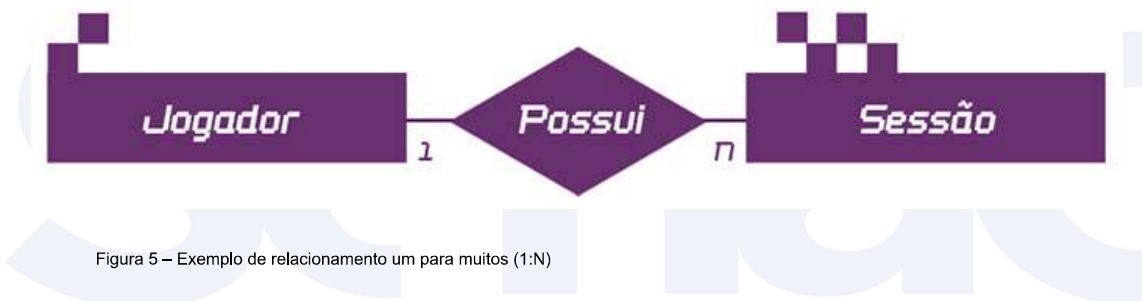 Jogador
Possui
Sessão
1
n
Figura 5 – Exemplo de relacionamento um para muitos (1:N)